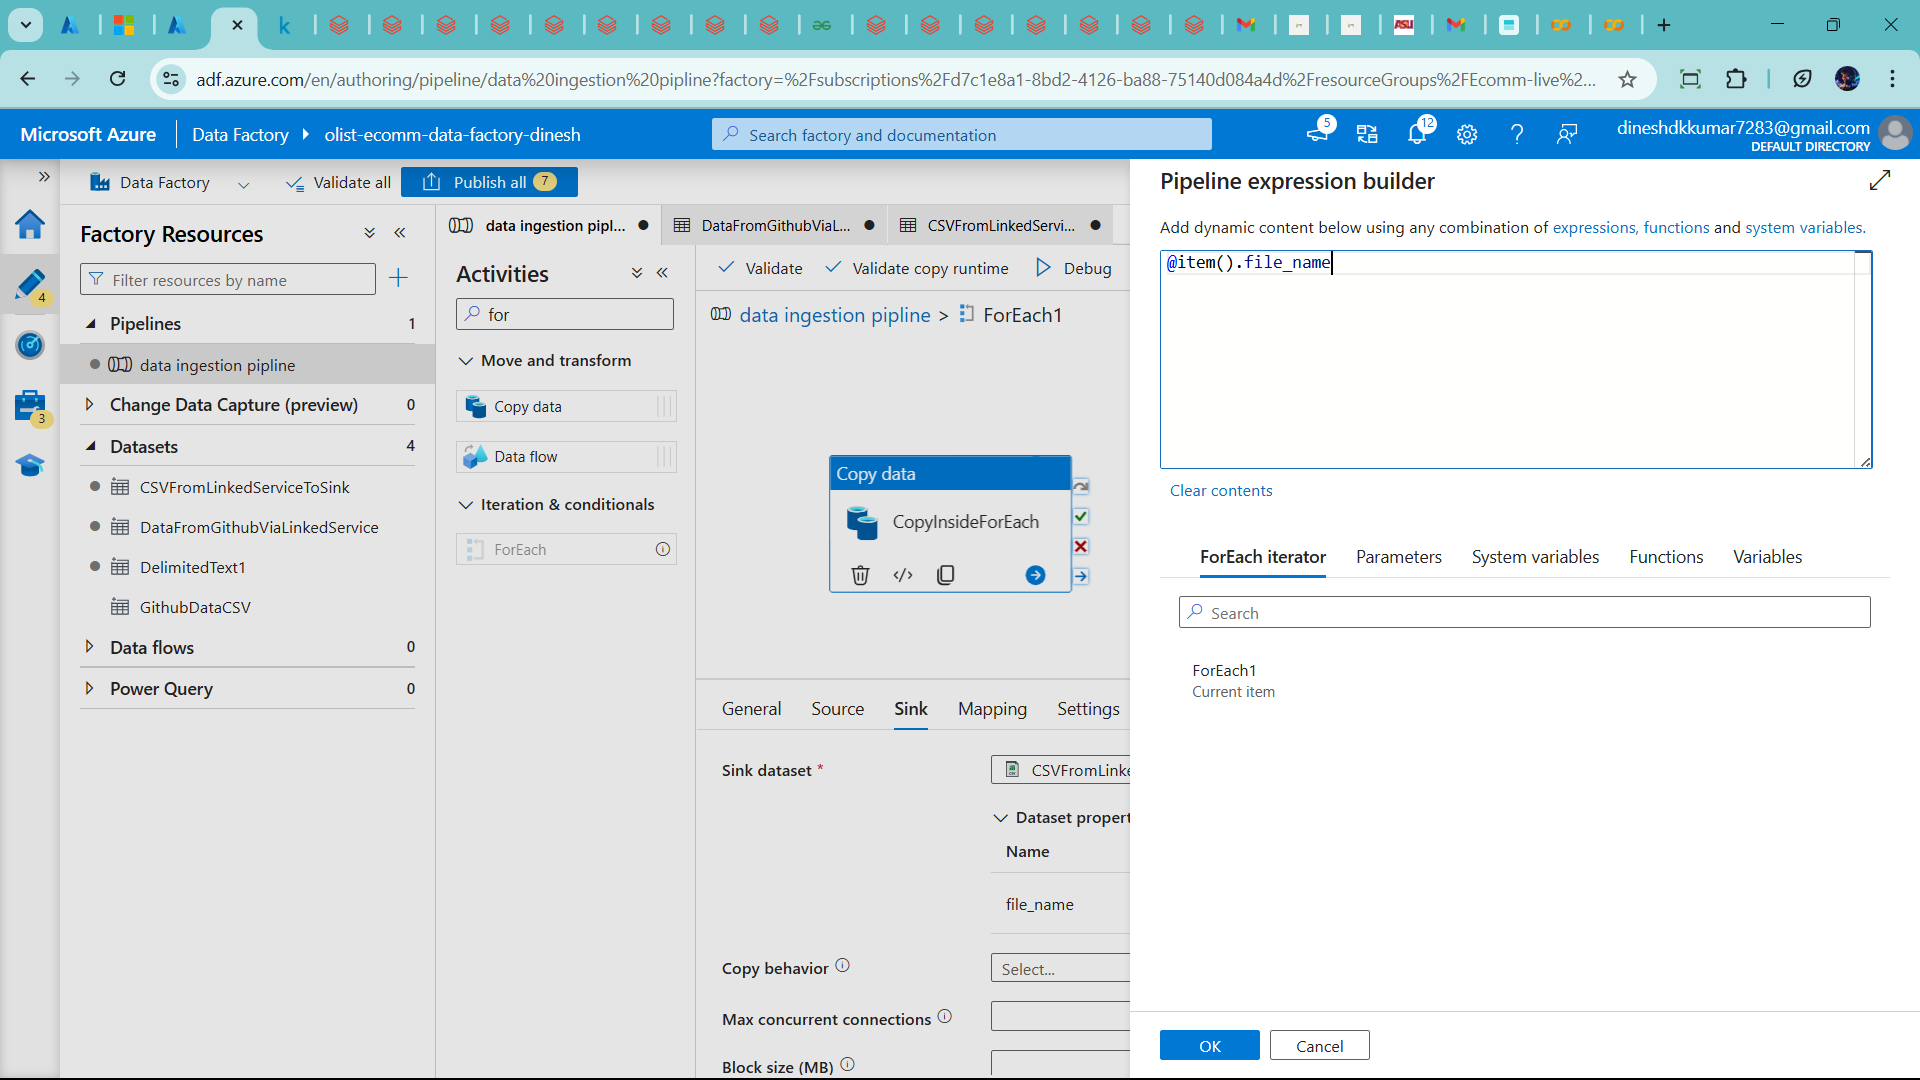 adf.azure.com/en/authoring/pipeline/data%20ingestion%20pipline?factory=%2Fsubscriptions%2Fd7c1e8a1-8bd2-4126-ba88-75140d084a4d%2FresourceGroups%2FEcomm-live%2...
Microsoft Azure
Data Factory
olist-ecomm-data-factory-dinesh
Search factory and documentation
5
12
dineshdkkumar7283@gmail.com
DEFAULT DIRECTORY
Data Factory
Validate all
Publish all
7
4
3
Factory Resources
Filter resources by name
Pipelines
1
data ingestion pipline
Change Data Capture (preview)
0
Datasets
4
CSVFromLinkedServiceToSink
DataFromGithubViaLinkedService
DelimitedText1
GithubDataCSV
Data flows
0
Power Query
0
data ingestion pipl...
DataFromGithubViaL...
CSVFromLinkedServi...
Activities
for
Move and transform
Copy data
Data flow
Iteration & conditionals
ForEach
Validate
Validate copy runtime
Debug
data ingestion pipline > ForEach1
Copy data
CopyInsideForEach
General
Source
Sink
Mapping
Settings
Sink dataset *
CSVFromLinke
Dataset propert
Name
file_name
Copy behavior
Select...
Max concurrent connections
Block size (MB)
Pipeline expression builder
Add dynamic content below using any combination of expressions, functions and system variables.
@item().file_name
Clear contents
ForEach iterator
Parameters
System variables
Functions
Variables
Search
ForEach1
Current item
OK
Cancel